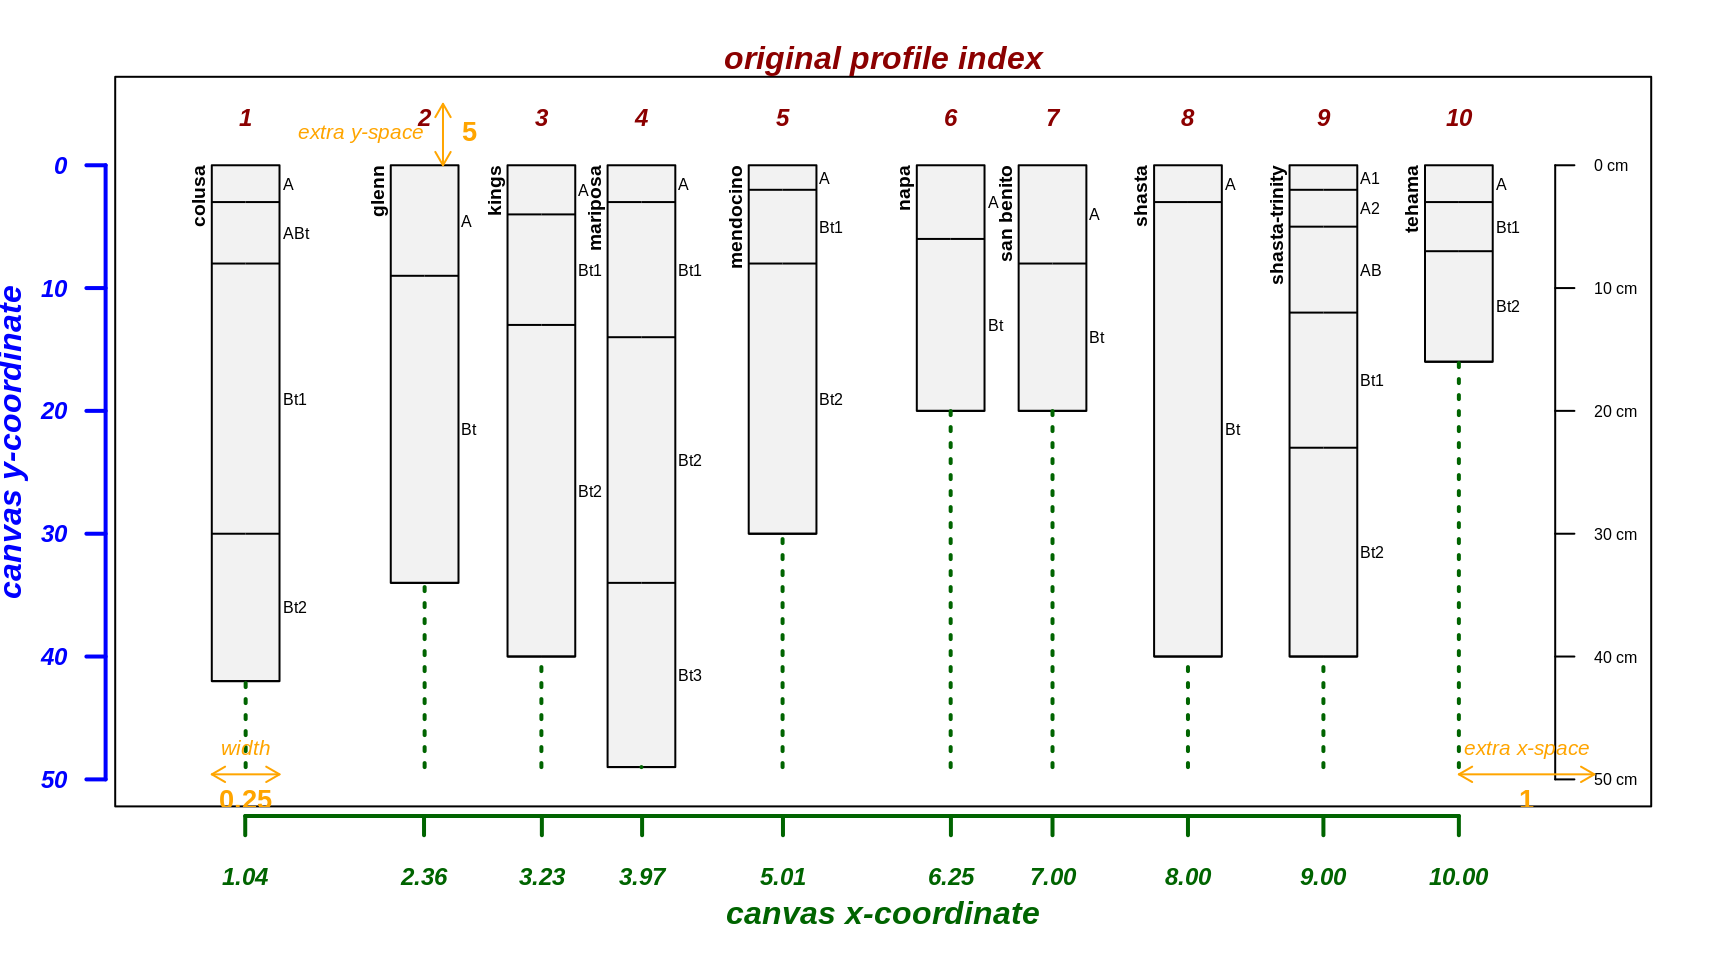 original profile index
1 2 3 4 5 6 7 8 9 10
extra y-space 5
canvas y-coordinate
0
10
20
30
40
50
colusa
A
ABt
Bt1
Bt2
glenn
A
Bt
kings
A
Bt1
Bt2
mariposa
A
Bt1
Bt2
Bt3
mendocino
A
Bt1
Bt2
napa
A
Bt
san benito
A
Bt
shasta
A
Bt
shasta-trinity
A1
A2
AB
Bt1
Bt2
tehama
A
Bt1
Bt2
0 cm
10 cm
20 cm
30 cm
40 cm
50 cm
width
0.25
extra x-space
1
1.04 2.36 3.23 3.97 5.01 6.25 7.00 8.00 9.00 10.00
canvas x-coordinate